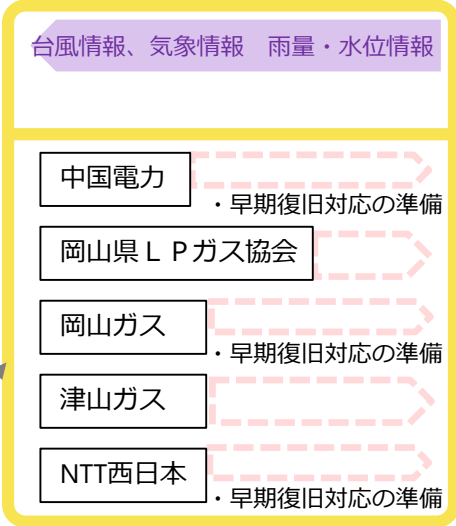 台風情報、気象情報　雨量・水位情報
中国電力
・早期復旧対応の準備
岡山県ＬＰガス協会
岡山ガス
・早期復旧対応の準備
津山ガス
NTT西日本
・早期復旧対応の準備